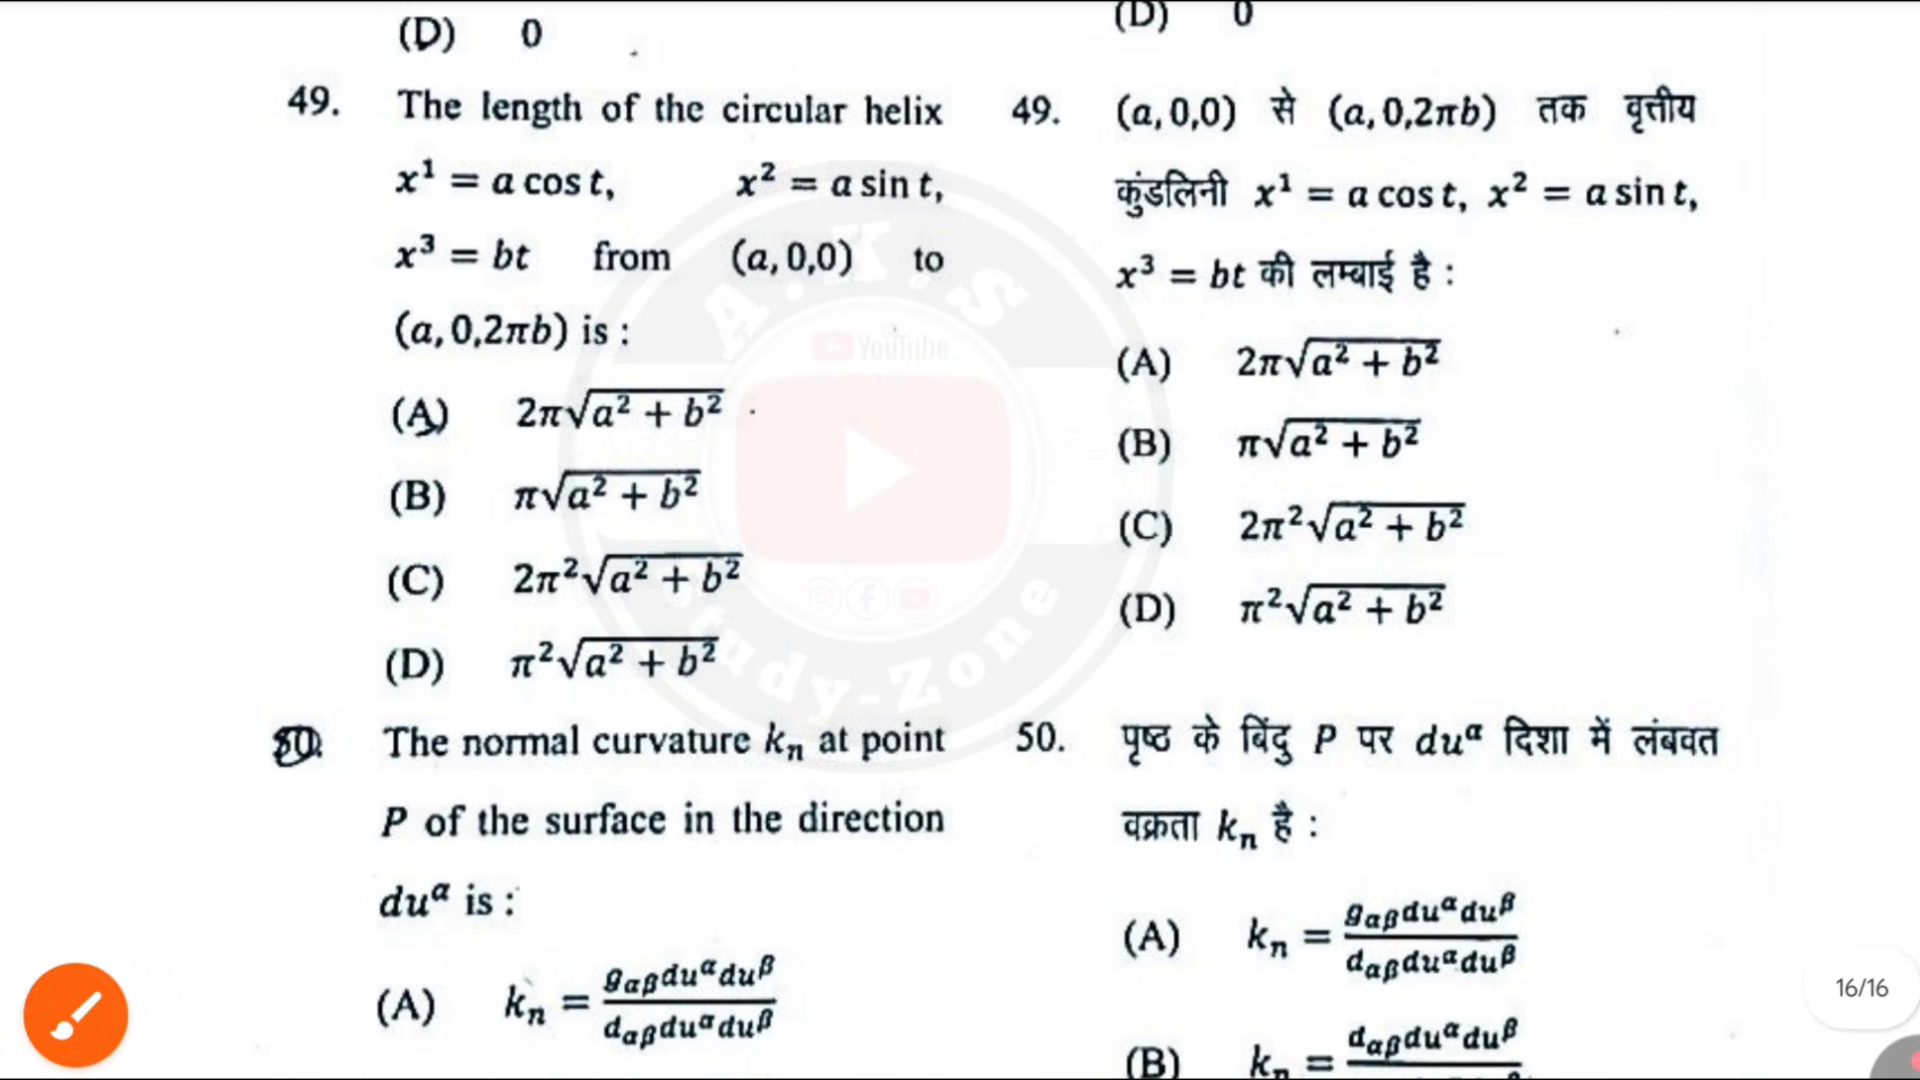 (D) 0
49. The length of the circular helix
x¹ = a cos t, x² = a sin t,
x³ = bt from (a, 0,0) to
(a, 0,2πb) is :
(A) 2π√(a² + b²)
(B) π√(a² + b²)
(C) 2π²√(a² + b²)
(D) π²√(a² + b²)
50. The normal curvature kₙ at point
P of the surface in the direction
duᵅ is :
(A) kₙ = g_αβ duᵅ duᵝ / d_αβ duᵅ duᵝ
(D) 0
49. (a, 0,0) से (a, 0,2πb) तक वृत्तीय
कुंडलिनी x¹ = a cos t, x² = a sin t,
x³ = bt की लम्बाई है :
(A) 2π√(a² + b²)
(B) π√(a² + b²)
(C) 2π²√(a² + b²)
(D) π²√(a² + b²)
50. पृष्ठ के बिंदु P पर duᵅ दिशा में लंबवत
वक्रता kₙ है :
(A) kₙ = g_αβ duᵅ duᵝ / d_αβ duᵅ duᵝ
(B) kₙ = d_αβ duᵅ duᵝ
A.K.S
YouTube
Study-Zone
16/16